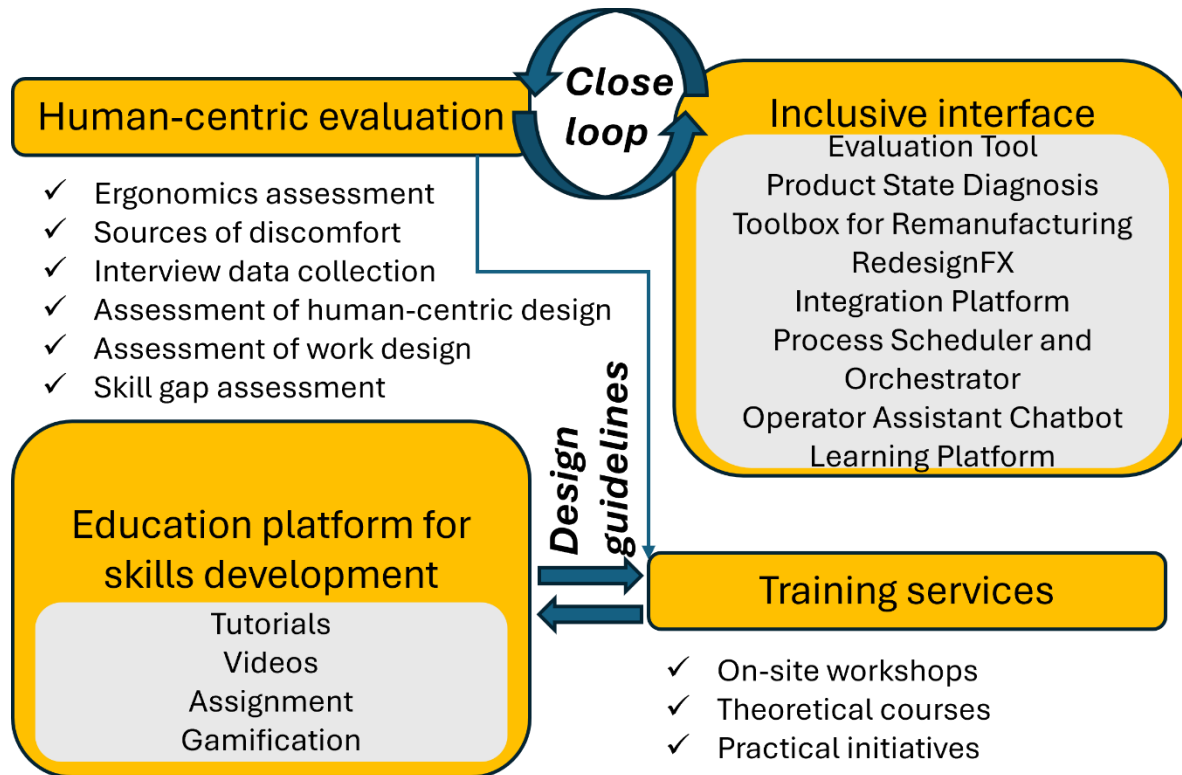 Close
loop
Human-centric evaluation
✓ Ergonomics assessment
✓ Sources of discomfort
✓ Interview data collection
✓ Assessment of human-centric design
✓ Assessment of work design
✓ Skill gap assessment
Inclusive interface
Evaluation Tool
Product State Diagnosis
Toolbox for Remanufacturing
RedesignFX
Integration Platform
Process Scheduler and
Orchestrator
Operator Assistant Chatbot
Learning Platform
Design
guidelines
Education platform for
skills development
Tutorials
Videos
Assignment
Gamification
Training services
✓ On-site workshops
✓ Theoretical courses
✓ Practical initiatives